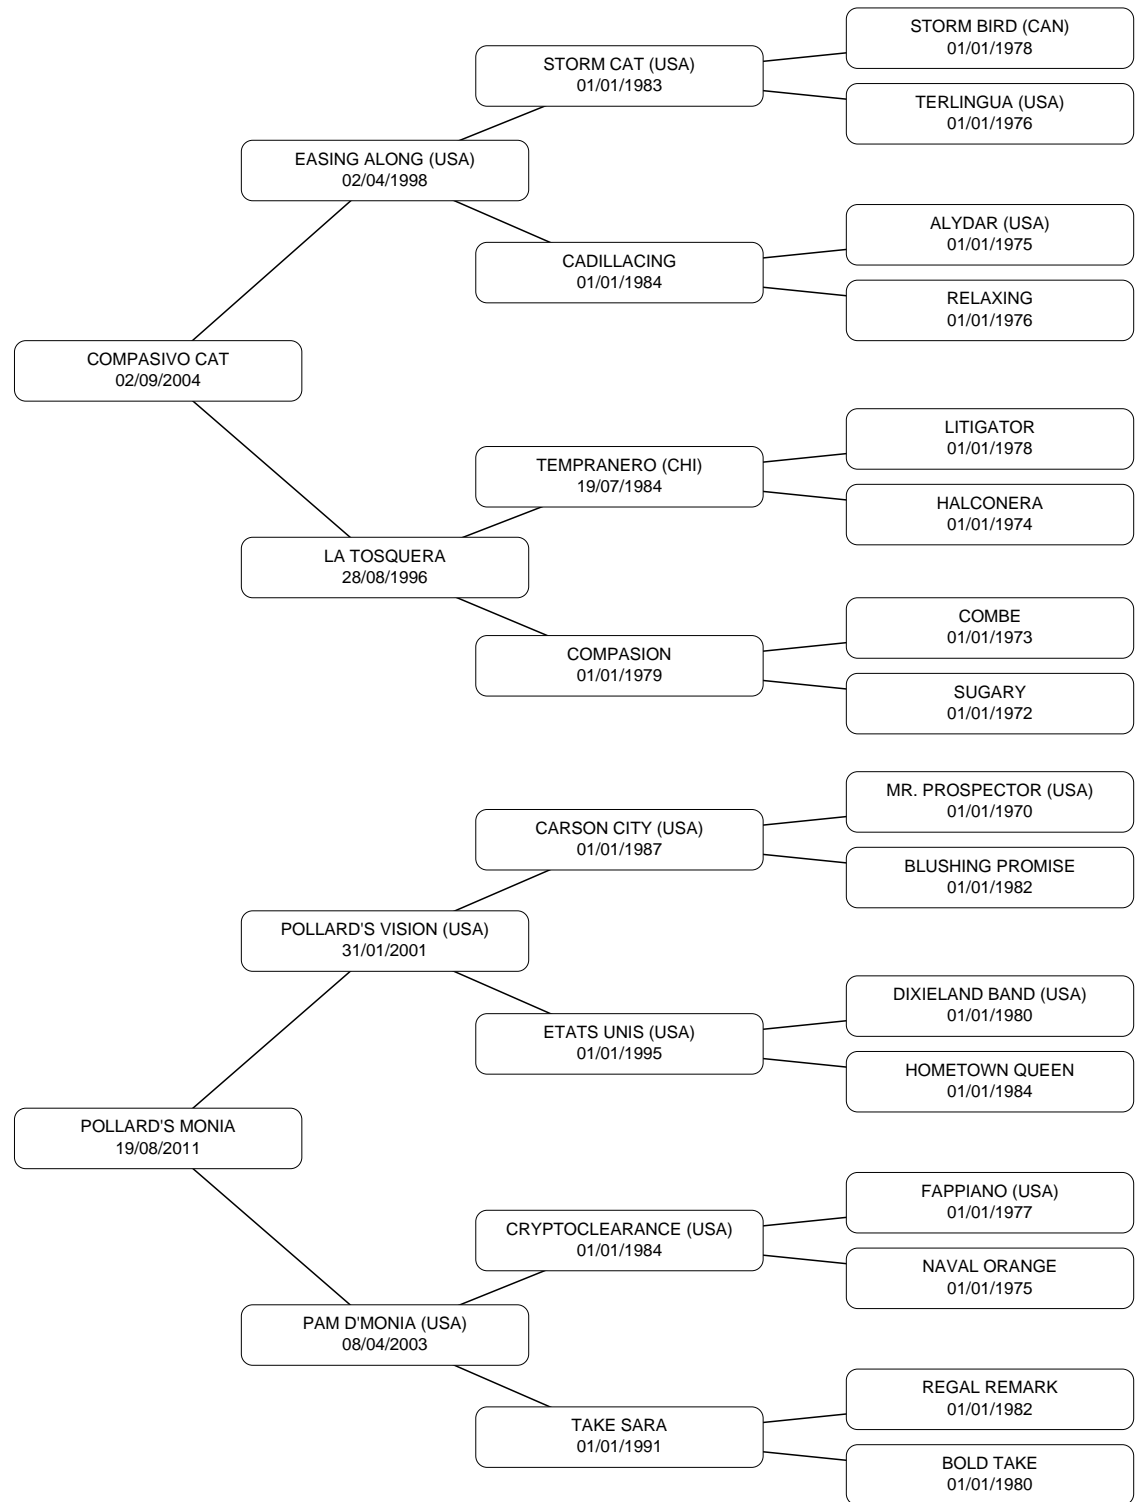 STORM BIRD (CAN)
01/01/1978
STORM CAT (USA)
01/01/1983
TERLINGUA (USA)
01/01/1976
EASING ALONG (USA)
02/04/1998
ALYDAR (USA)
01/01/1975
CADILLACING
01/01/1984
RELAXING
01/01/1976
COMPASIVO CAT
02/09/2004
LITIGATOR
01/01/1978
TEMPRANERO (CHI)
19/07/1984
HALCONERA
01/01/1974
LA TOSQUERA
28/08/1996
COMBE
01/01/1973
COMPASION
01/01/1979
SUGARY
01/01/1972
MR. PROSPECTOR (USA)
01/01/1970
CARSON CITY (USA)
01/01/1987
BLUSHING PROMISE
01/01/1982
POLLARD'S VISION (USA)
31/01/2001
DIXIELAND BAND (USA)
01/01/1980
ETATS UNIS (USA)
01/01/1995
HOMETOWN QUEEN
01/01/1984
POLLARD'S MONIA
19/08/2011
FAPPIANO (USA)
01/01/1977
CRYPTOCLEARANCE (USA)
01/01/1984
NAVAL ORANGE
01/01/1975
PAM D'MONIA (USA)
08/04/2003
REGAL REMARK
01/01/1982
TAKE SARA
01/01/1991
BOLD TAKE
01/01/1980